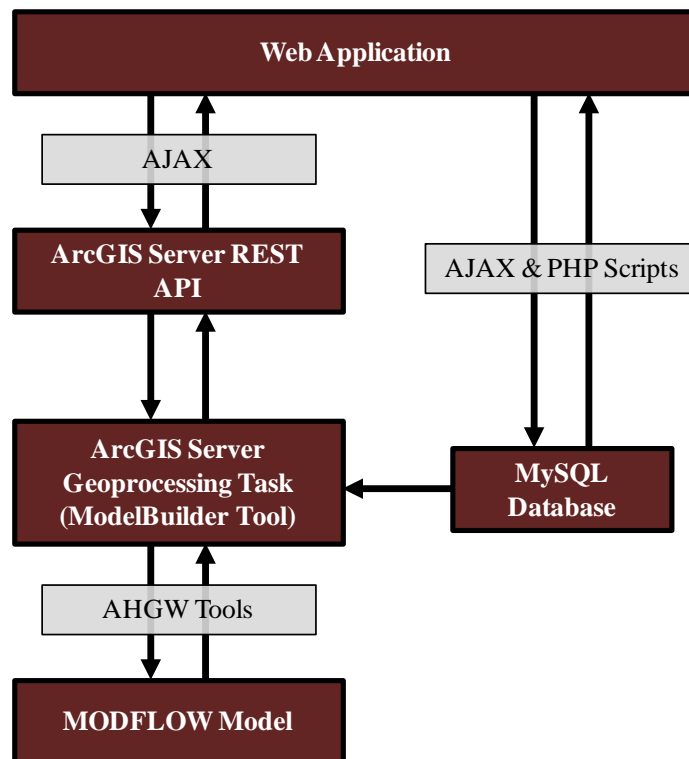 Web Application
AJAX
ArcGIS Server REST
API
AJAX & PHP Scripts
ArcGIS Server
Geoprocessing Task
(ModelBuilder Tool)
MySQL
Database
AHGW Tools
MODFLOW Model